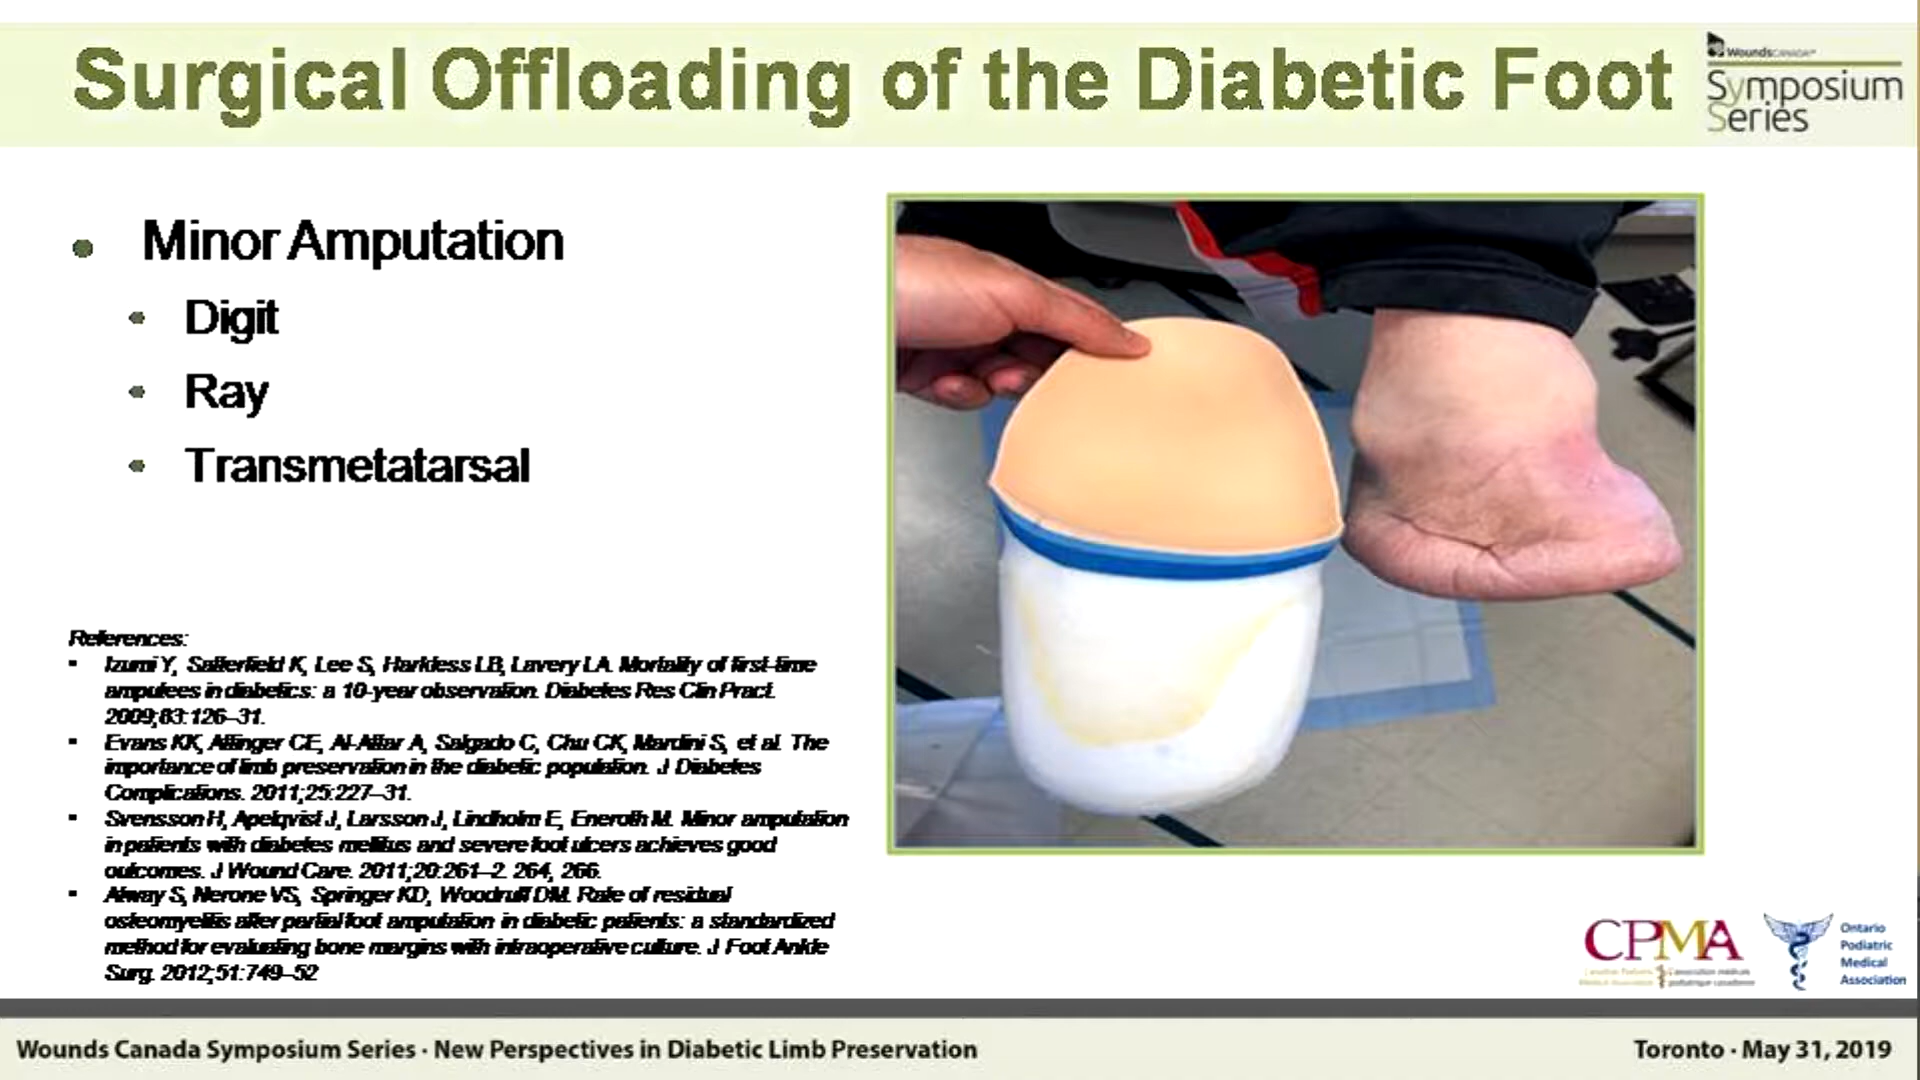 Surgical Offloading of the Diabetic Foot
WoundsCANADA
Symposium
Series
• Minor Amputation
• Digit
• Ray
• Transmetatarsal
References:
▪ Izumi Y, Satterfield K, Lee S, Harkless LB, Lavery LA. Mortality of first-time
amputees in diabetics: a 10-year observation. Diabetes Res Clin Pract.
2009;83:126–31.
▪ Evans KK, Attinger CE, Al-Attar A, Salgado C, Chu CK, Mardini S, et al. The
importance of limb preservation in the diabetic population. J Diabetes
Complications. 2011;25:227–31.
▪ Svensson H, Apelqvist J, Larsson J, Lindholm E, Eneroth M. Minor amputation
in patients with diabetes mellitus and severe foot ulcers achieves good
outcomes. J Wound Care. 2011;20:261–2. 264, 266.
▪ Atway S, Nerone VS, Springer KD, Woodruff DM. Rate of residual
osteomyelitis after partial foot amputation in diabetic patients: a standardized
method for evaluating bone margins with intraoperative culture. J Foot Ankle
Surg. 2012;51:749–52
CPMA
Ontario
Podiatric
Medical
Association
Wounds Canada Symposium Series · New Perspectives in Diabetic Limb Preservation
Toronto · May 31, 2019